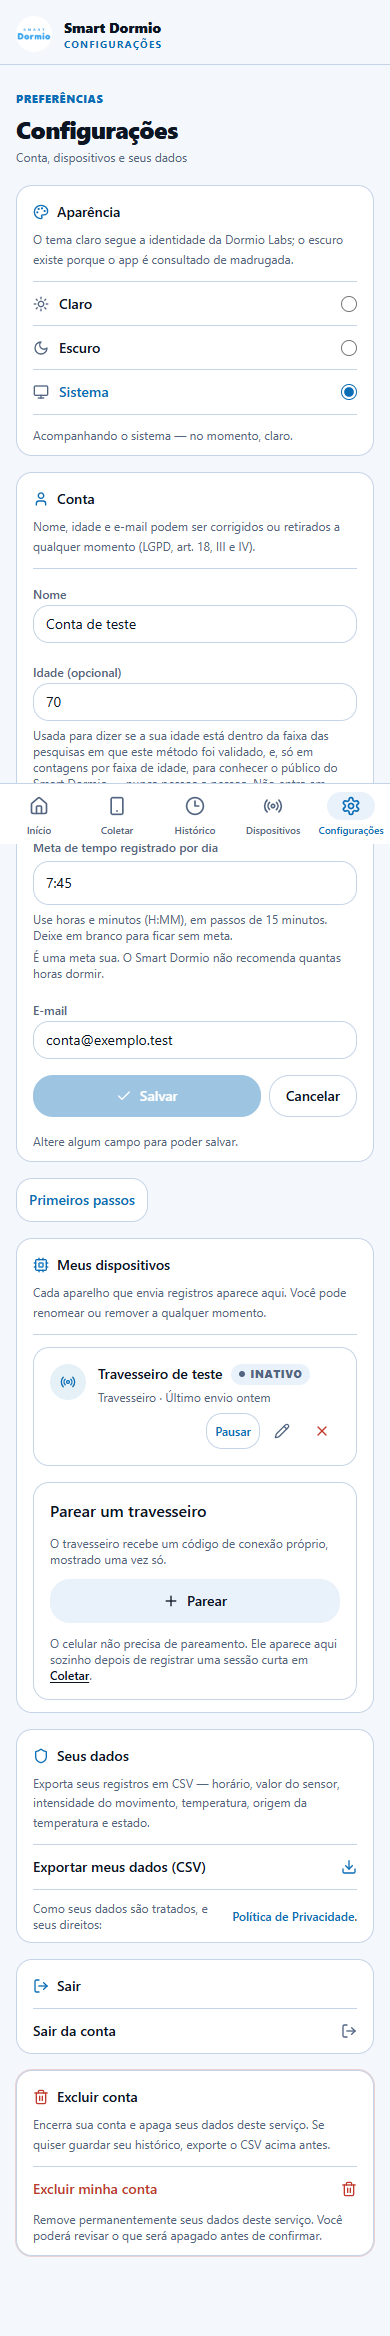 SMART
Dormio
Smart Dormio
CONFIGURAÇÕES
PREFERÊNCIAS
Configurações
Conta, dispositivos e seus dados
Aparência
O tema claro segue a identidade da Dormio Labs; o escuro
existe porque o app é consultado de madrugada.
Claro
Escuro
Sistema
Acompanhando o sistema — no momento, claro.
Conta
Nome, idade e e-mail podem ser corrigidos ou retirados a
qualquer momento (LGPD, art. 18, III e IV).
Nome
Conta de teste
Idade (opcional)
70
Usada para dizer se a sua idade está dentro da faixa das
pesquisas em que este método foi validado, e, só em
contagens por faixa de idade, para conhecer o público do
Início
Coletar
Histórico
Dispositivos
Configurações
Meta de tempo registrado por dia
7:45
Use horas e minutos (H:MM), em passos de 15 minutos.
Deixe em branco para ficar sem meta.
É uma meta sua. O Smart Dormio não recomenda quantas
horas dormir.
E-mail
conta@exemplo.test
Salvar
Cancelar
Altere algum campo para poder salvar.
Primeiros passos
Meus dispositivos
Cada aparelho que envia registros aparece aqui. Você pode
renomear ou remover a qualquer momento.
Travesseiro de teste
INATIVO
Travesseiro · Último envio ontem
Pausar
Parear um travesseiro
O travesseiro recebe um código de conexão próprio,
mostrado uma vez só.
Parear
O celular não precisa de pareamento. Ele aparece aqui
sozinho depois de registrar uma sessão curta em
Coletar.
Seus dados
Exporta seus registros em CSV — horário, valor do sensor,
intensidade do movimento, temperatura, origem da
temperatura e estado.
Exportar meus dados (CSV)
Como seus dados são tratados, e
seus direitos:
Política de Privacidade.
Sair
Sair da conta
Excluir conta
Encerra sua conta e apaga seus dados deste serviço. Se
quiser guardar seu histórico, exporte o CSV acima antes.
Excluir minha conta
Remove permanentemente seus dados deste serviço. Você
poderá revisar o que será apagado antes de confirmar.